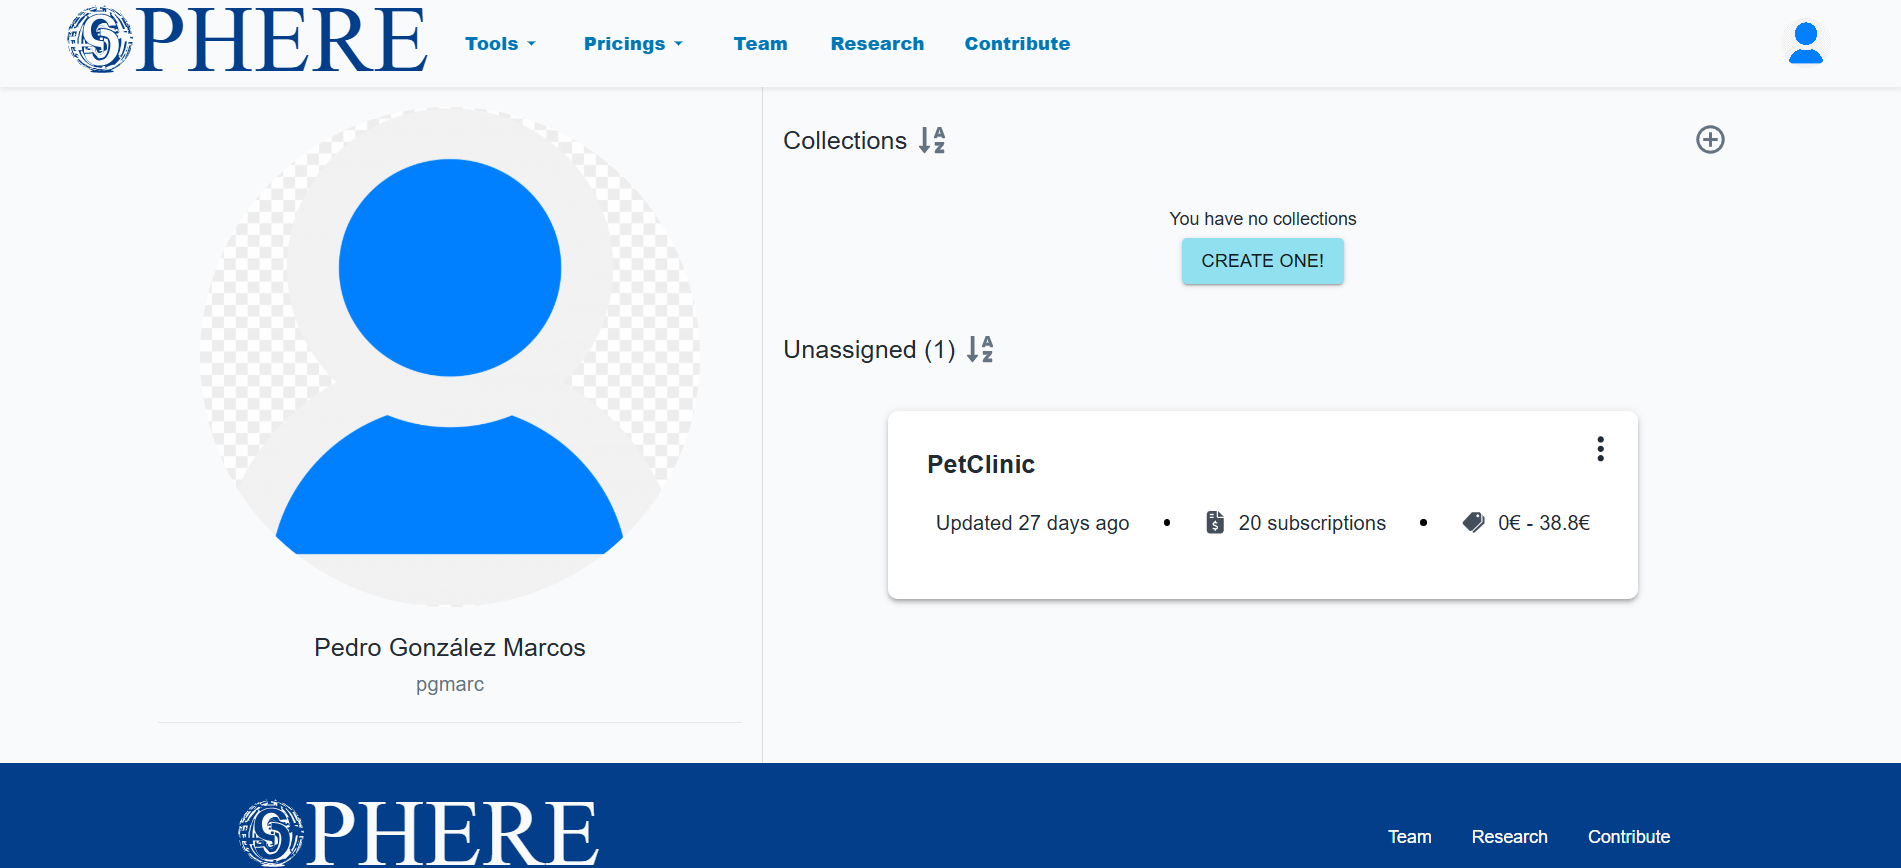 SPHERE
Tools Pricings Team Research Contribute
Collections
You have no collections
CREATE ONE!
Unassigned (1)
PetClinic
Updated 27 days ago • 20 subscriptions • 0€ - 38.8€
Pedro González Marcos
pgmarc
SPHERE
Team Research Contribute